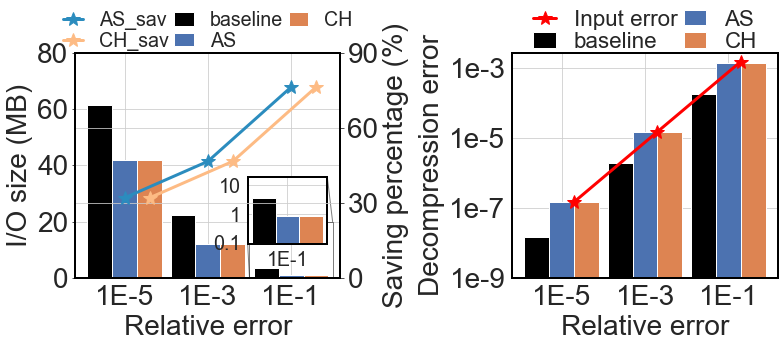 AS_sav baseline CH
CH_sav AS
80
60
40
20
0
I/O size (MB)
90
60
30
0
Saving percentage (%)
10
1
0.1
1E-1
1E-5 1E-3 1E-1
Relative error
Input error AS
baseline CH
1e-3
1e-5
1e-7
1e-9
Decompression error
1E-5 1E-3 1E-1
Relative error